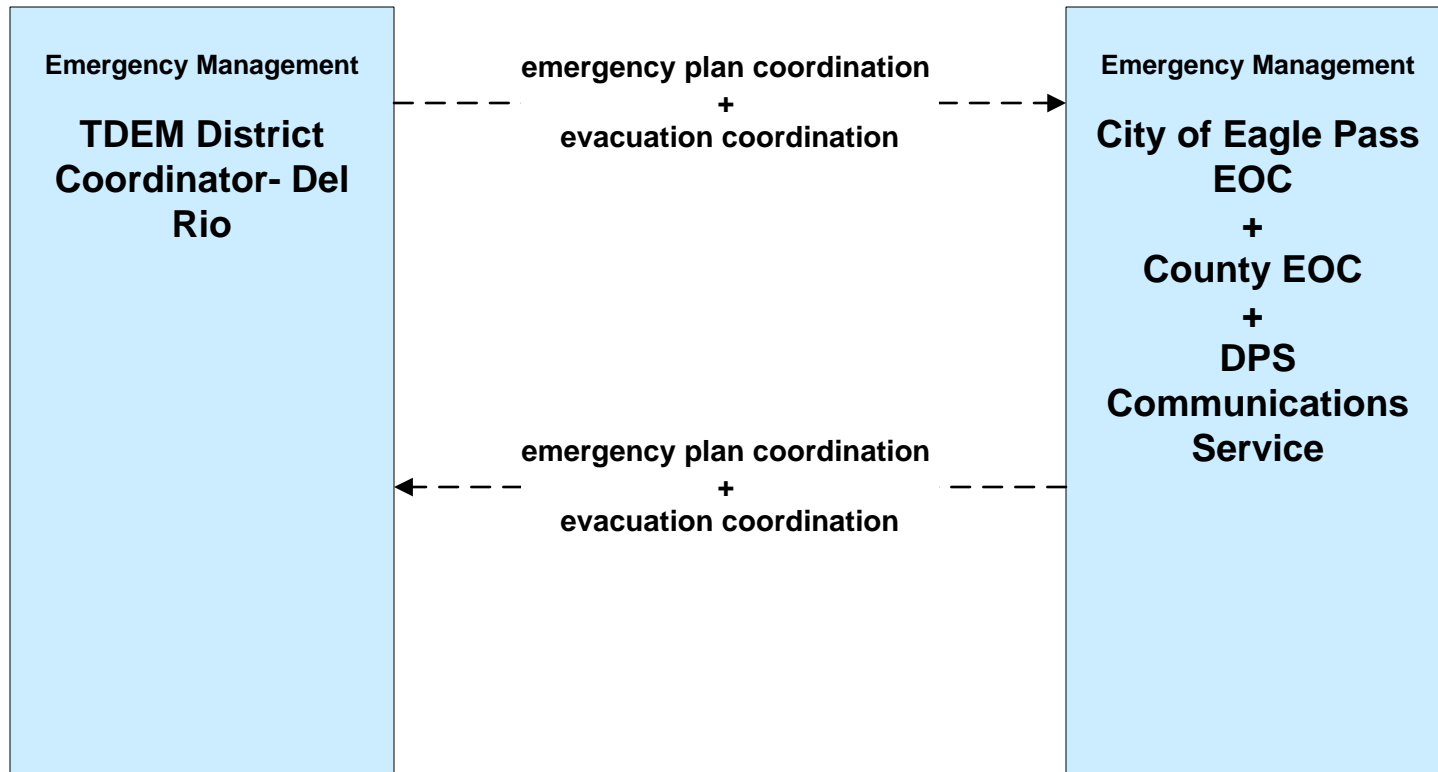 Emergency Management
TDEM District
Coordinator- Del
Rio
emergency plan coordination
+
evacuation coordination
emergency plan coordination
+
evacuation coordination
Emergency Management
City of Eagle Pass
EOC
+
County EOC
+
DPS
Communications
Service